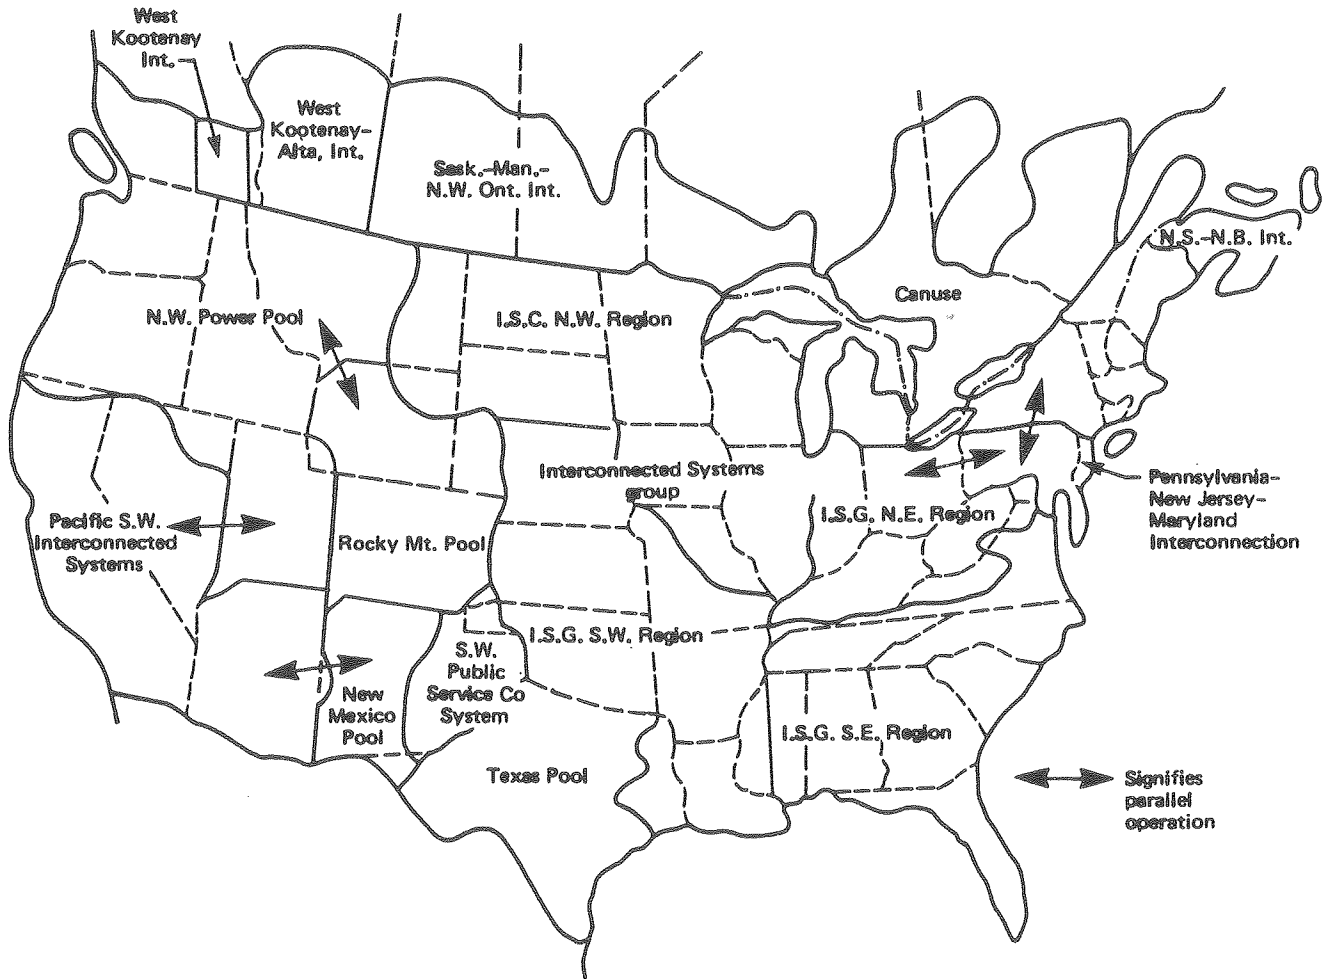 West
Kootenay
Int.
West
Kootenay-
Alta, Int.
Sask.-Man.-
N.W. Ont. Int.
N.S.-N.B. Int.
Canuse
N.W. Power Pool
I.S.C. N.W. Region
Interconnected Systems
group
Pennsylvania-
New Jersey-
Maryland
Interconnection
I.S.G. N.E. Region
Pacific S.W.
Interconnected
Systems
Rocky Mt. Pool
I.S.G. S.W. Region
S.W.
Public
Service Co
System
New
Mexico
Pool
I.S.G. S.E. Region
Texas Pool
Signifies
parallel
operation